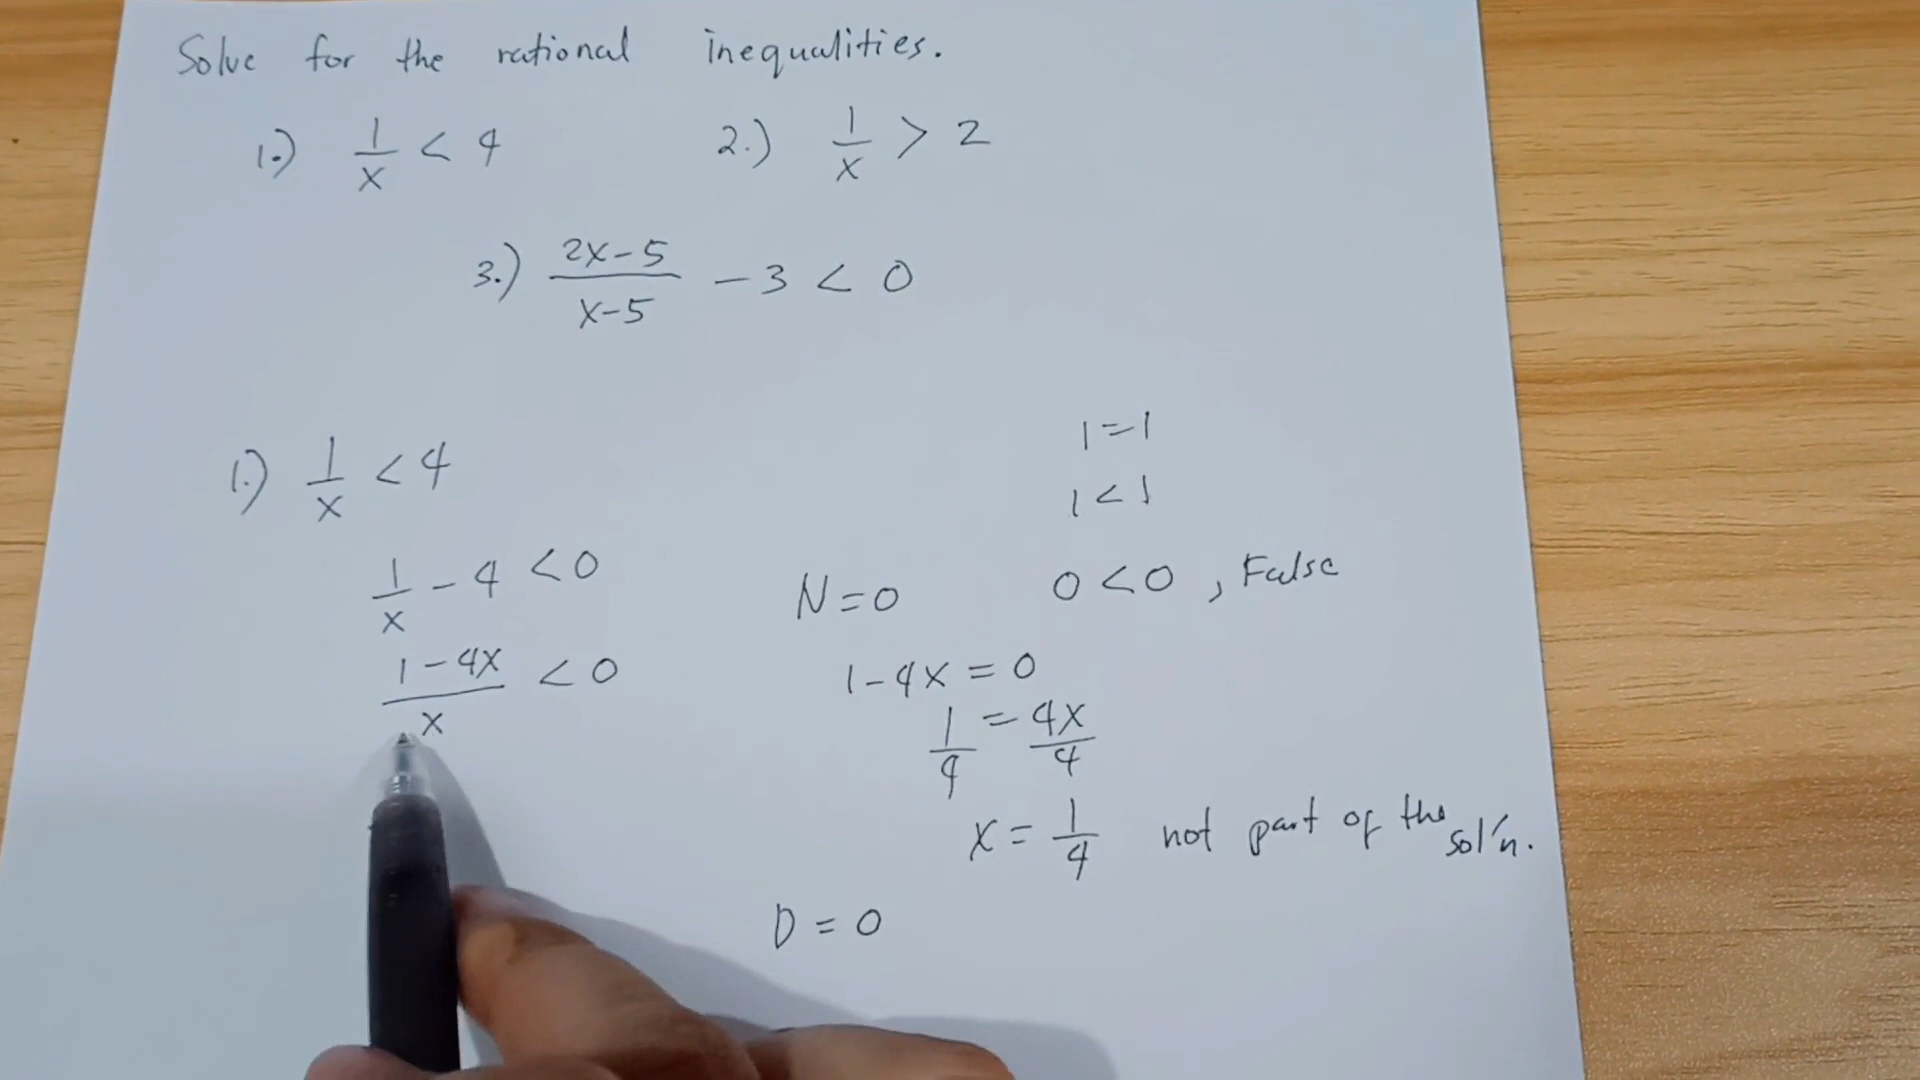 Solve for the rational inequalities.
1.) 1/x < 4
2.) 1/x > 2
3.) (2x-5)/(x-5) - 3 < 0
1.) 1/x < 4
1/x - 4 < 0
(1-4x)/x < 0
1 = 1
1 < 1
0 < 0 , False
N = 0
1-4x = 0
1/4 = 4x/4
x = 1/4 not part of the sol'n.
D = 0